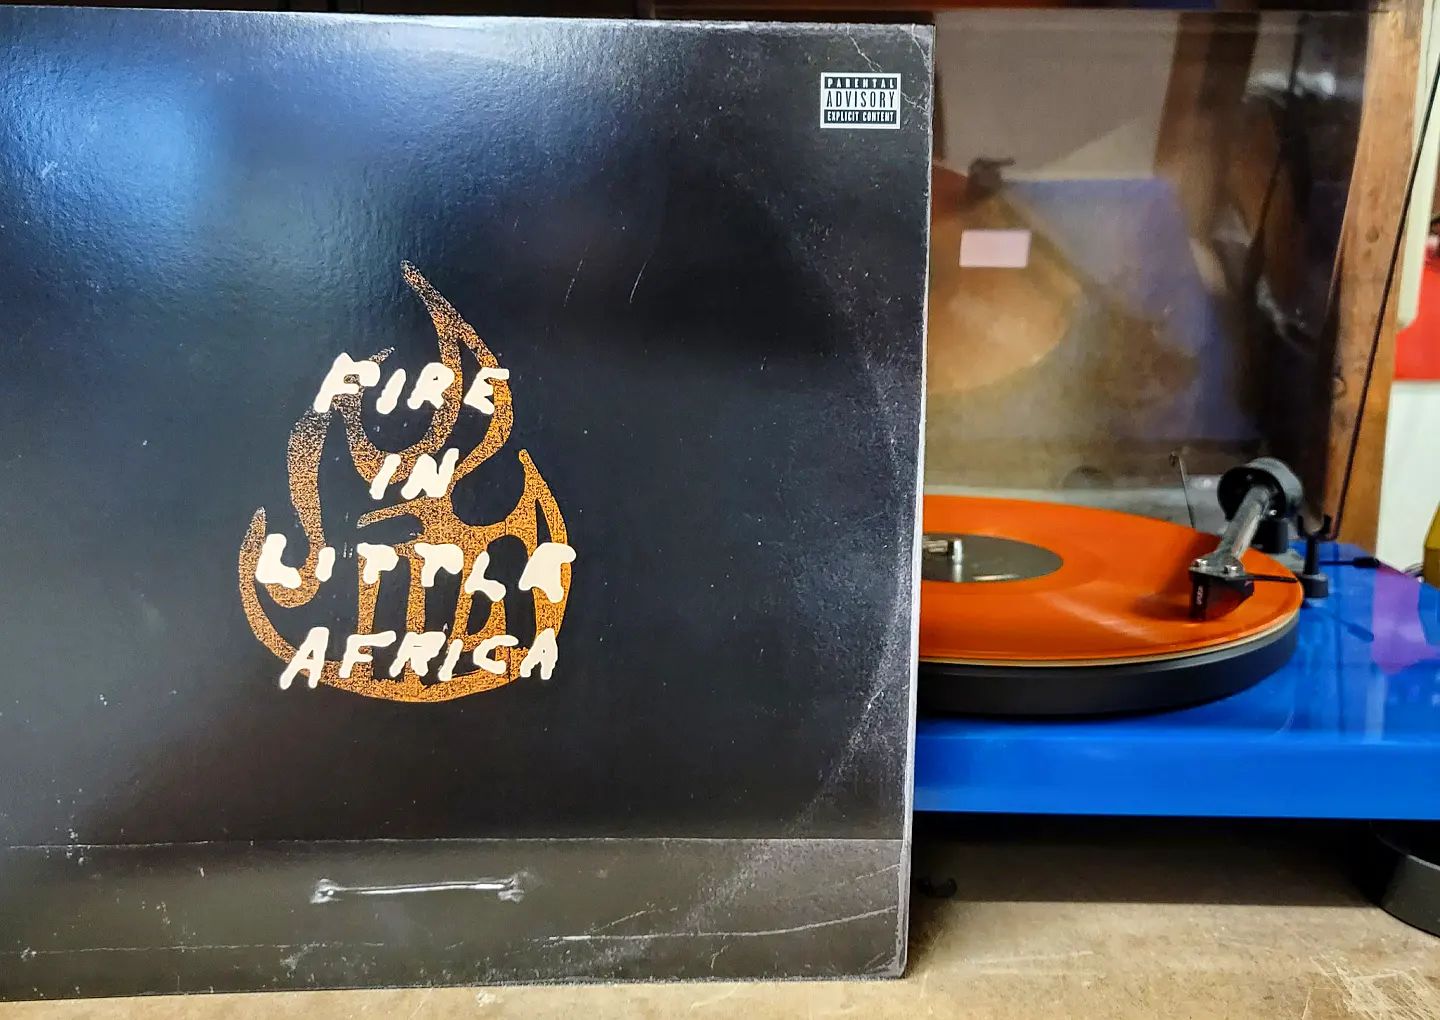 PARENTAL
ADVISORY
EXPLICIT CONTENT
FIRE
IN
LITTLE
AFRICA